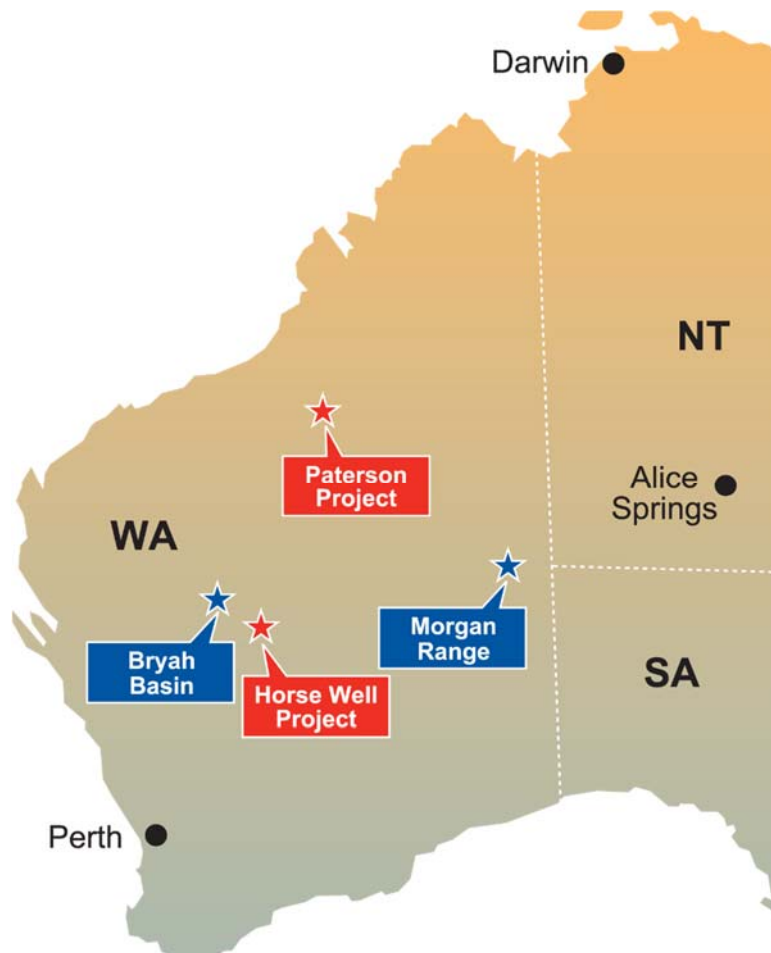 Darwin
NT
Paterson
Project
Alice
Springs
WA
Morgan
Range
Bryah
Basin
SA
Horse Well
Project
Perth